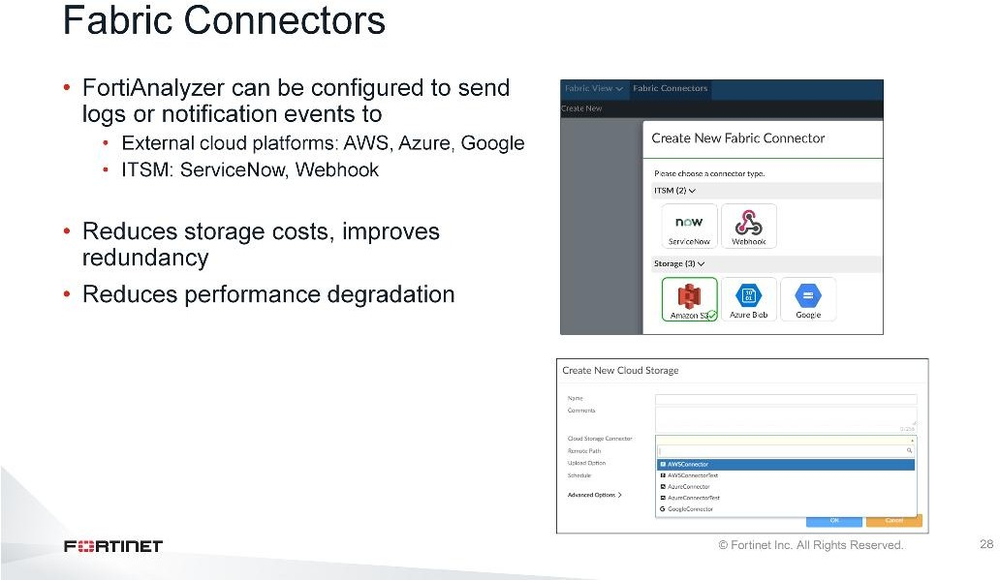 Fabric Connectors
• FortiAnalyzer can be configured to send
logs or notification events to
• External cloud platforms: AWS, Azure, Google
• ITSM: ServiceNow, Webhook
• Reduces storage costs, improves
redundancy
• Reduces performance degradation
Fabric View Fabric Connectors
Create New
Create New Fabric Connector
Please choose a connector type.
ITSM (2)
now
ServiceNow Webhook
Storage (3)
Amazon S3 Azure Blob Google
Create New Cloud Storage
Name
Comments
Cloud Storage Connector
Remote Path
Upload Option
Schedule
Advanced Options >
AWSConnector
AWSConnectorTest
AzureConnector
AzureConnectorTest
GoogleConnector
OK Cancel
FORTINET
© Fortinet Inc. All Rights Reserved.
28